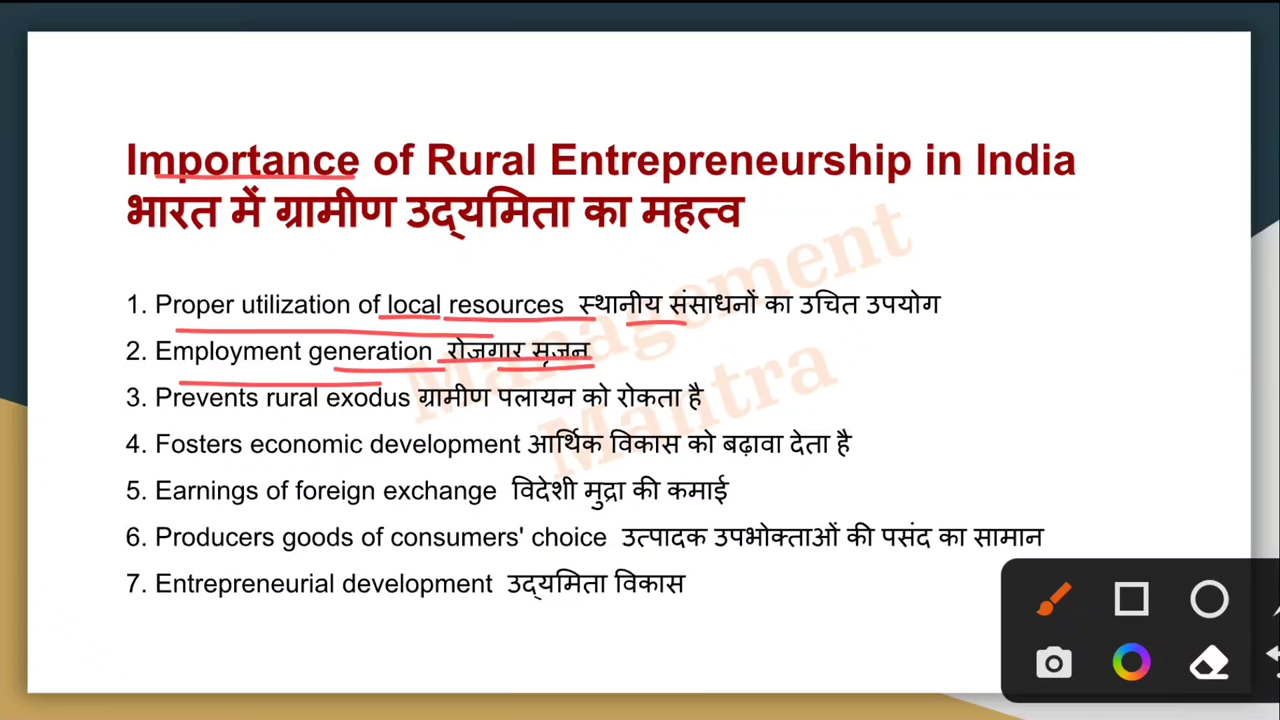 Importance of Rural Entrepreneurship in India
भारत में ग्रामीण उद्यमिता का महत्व
1. Proper utilization of local resources स्थानीय संसाधनों का उचित उपयोग
2. Employment generation रोजगार सृजन
3. Prevents rural exodus ग्रामीण पलायन को रोकता है
4. Fosters economic development आर्थिक विकास को बढ़ावा देता है
5. Earnings of foreign exchange विदेशी मुद्रा की कमाई
6. Producers goods of consumers' choice उत्पादक उपभोक्ताओं की पसंद का सामान
7. Entrepreneurial development उद्यमिता विकास
Management
Mantra